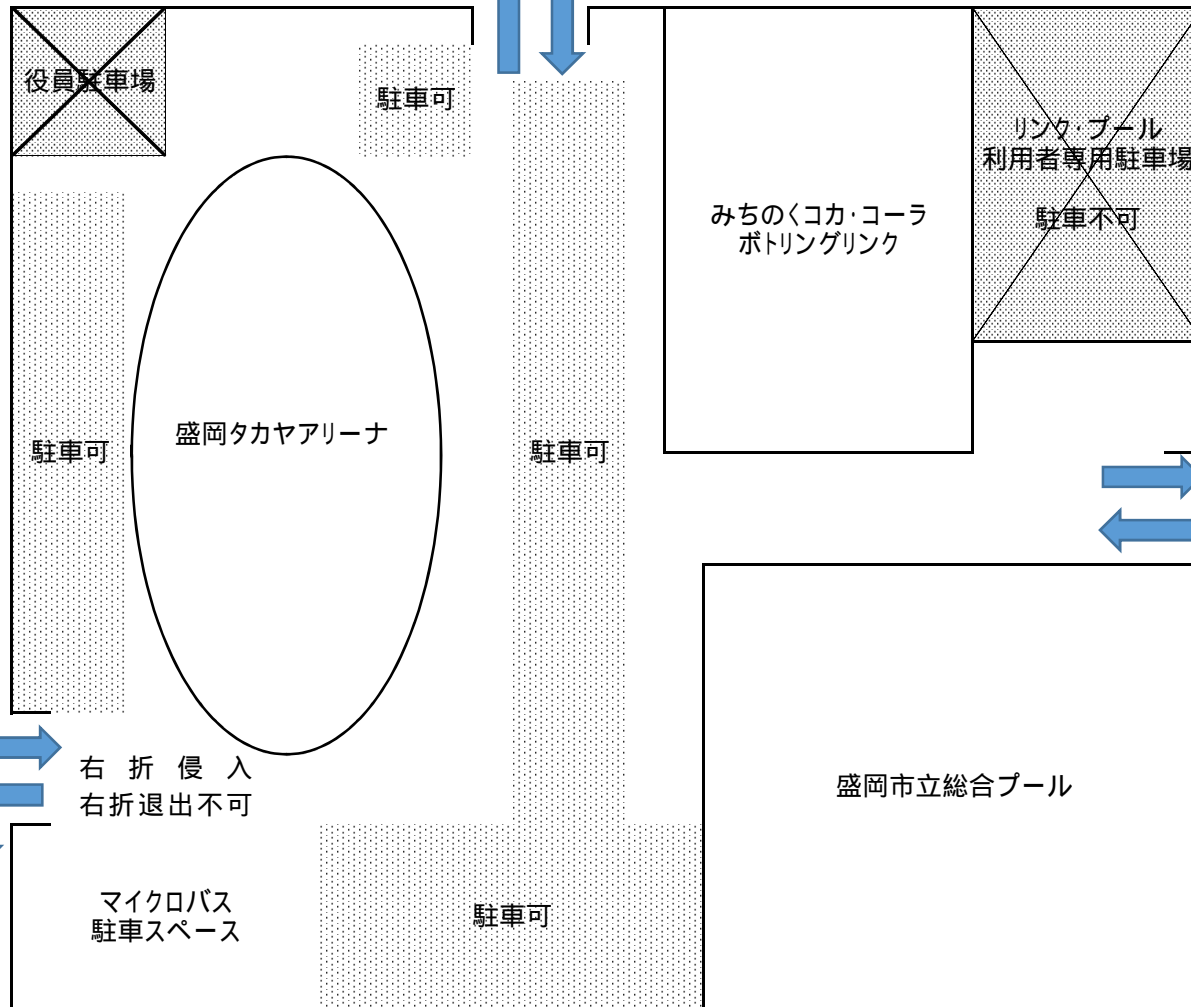 役員駐車場
駐車可
リンク・プール
利用者専用駐車場
駐車不可
みちのくコカ・コーラ
ボトリングリンク
盛岡タカヤアリーナ
駐車可
駐車可
右折侵入
右折退出不可
盛岡市立総合プール
マイクロバス
駐車スペース
駐車可